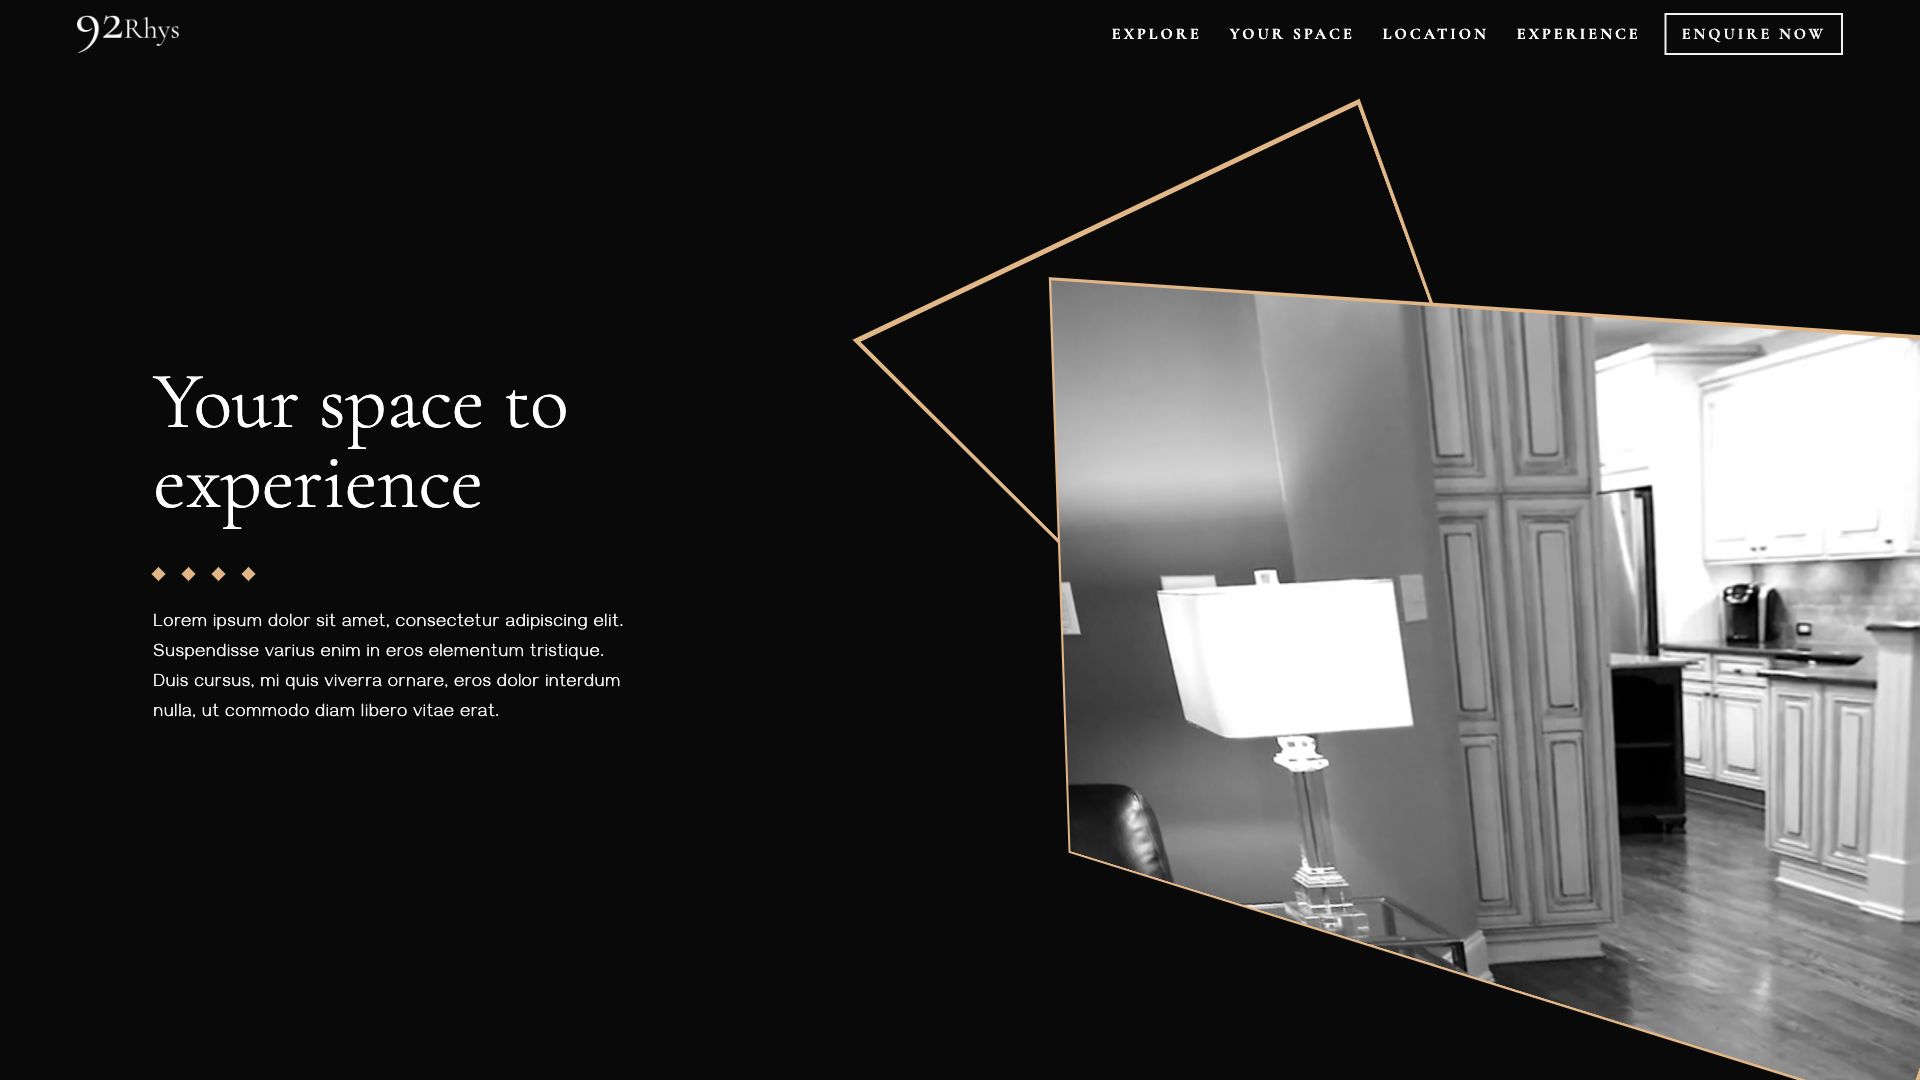 92Rhys
EXPLORE
YOUR SPACE
LOCATION
EXPERIENCE
ENQUIRE NOW
Your space to
experience
Lorem ipsum dolor sit amet, consectetur adipiscing elit.
Suspendisse varius enim in eros elementum tristique.
Duis cursus, mi quis viverra ornare, eros dolor interdum
nulla, ut commodo diam libero vitae erat.